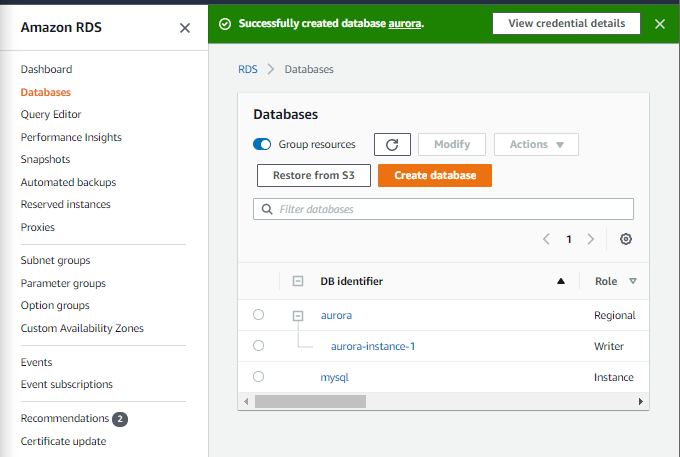 Amazon RDS
Dashboard
Databases
Query Editor
Performance Insights
Snapshots
Automated backups
Reserved instances
Proxies
Subnet groups
Parameter groups
Option groups
Custom Availability Zones
Events
Event subscriptions
Recommendations 2
Certificate update
Successfully created database aurora. View credential details
RDS > Databases
Databases
Group resources Modify Actions
Restore from S3 Create database
Filter databases
1
DB identifier Role
aurora Regional
aurora-instance-1 Writer
mysql Instance